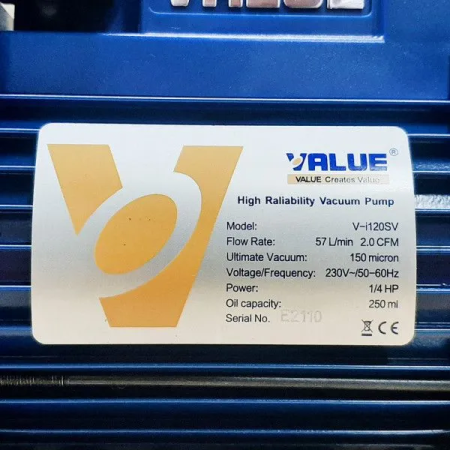 VALUE
VALUE®
VALUE Creates Value
High Raliability Vacuum Pump
Model: V-i120SV
Flow Rate: 57 L/min 2.0 CFM
Ultimate Vacuum: 150 micron
Voltage/Frequency: 230V~/50-60Hz
Power: 1/4 HP
Oil capacity: 250 ml
Serial No. E2110
CE